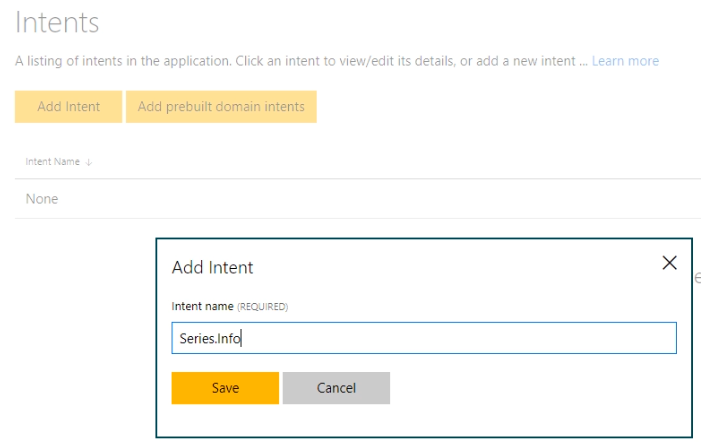 Intents
A listing of intents in the application. Click an intent to view/edit its details, or add a new intent ... Learn more
Add Intent Add prebuilt domain intents
Intent Name ↓
None
Add Intent
Intent name (REQUIRED)
Series.Info
Save Cancel